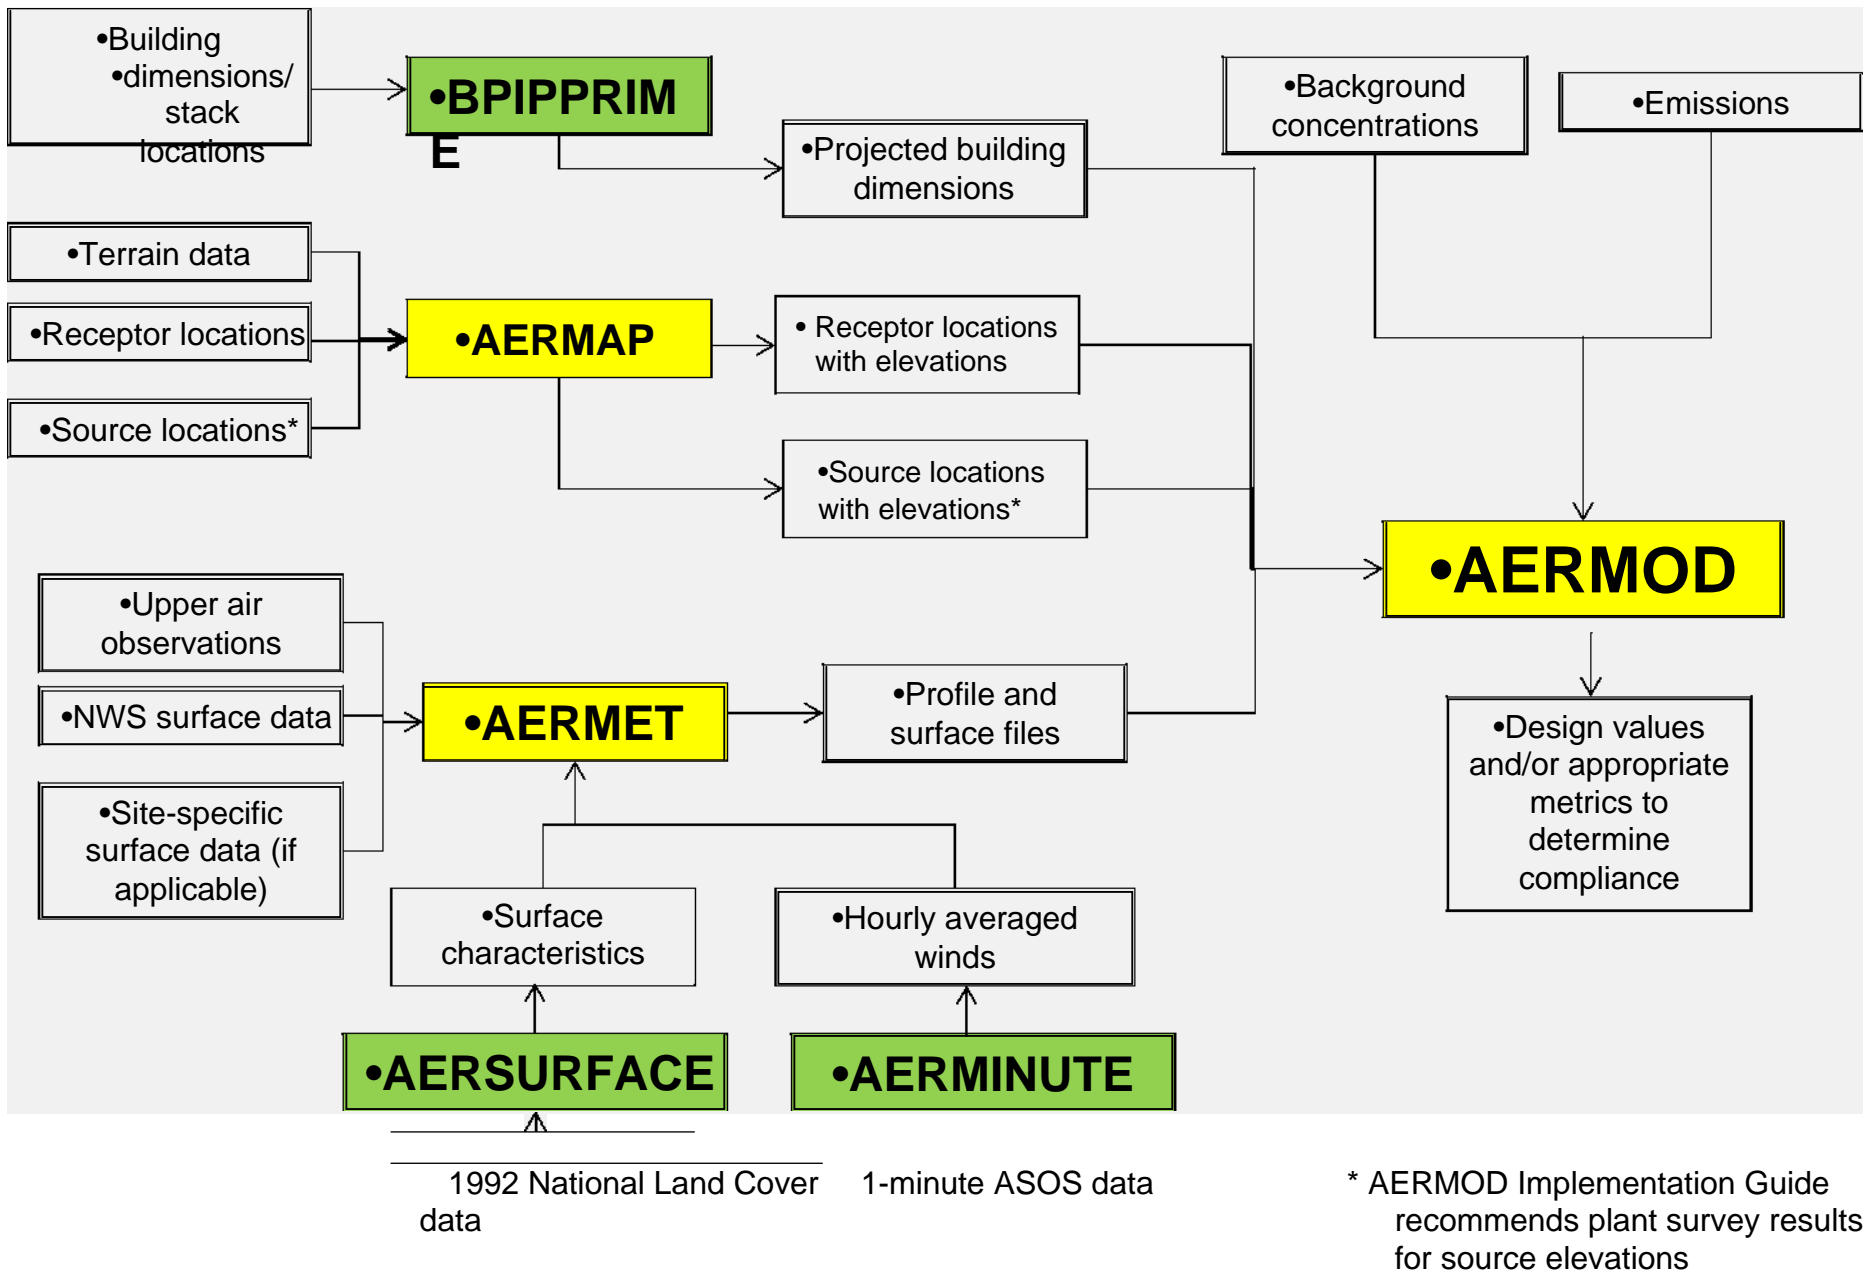 •Building
•dimensions/
stack
locations
•BPIPPRIM
E
•Projected building
dimensions
•Background
concentrations
•Emissions
•Terrain data
•Receptor locations
•Source locations*
•AERMAP
• Receptor locations
with elevations
•Source locations
with elevations*
•AERMOD
•Upper air
observations
•NWS surface data
•Site-specific
surface data (if
applicable)
•AERMET
•Profile and
surface files
•Design values
and/or appropriate
metrics to
determine
compliance
•Surface
characteristics
•Hourly averaged
winds
•AERSURFACE
•AERMINUTE
1992 National Land Cover
data
1-minute ASOS data
* AERMOD Implementation Guide
recommends plant survey results
for source elevations